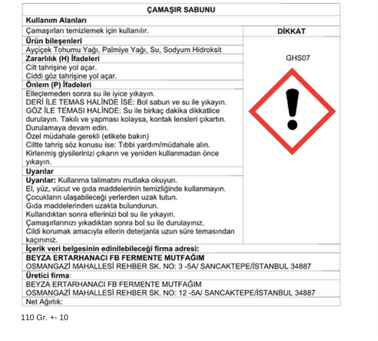 ÇAMAŞIR SABUNU
Kullanım Alanları
Çamaşırları temizlemek için kullanılır.
DİKKAT
Ürün bileşenleri
Ayçiçek Tohumu Yağı, Palmiye Yağı, Su, Sodyum Hidroksit
Zararlılık (H) İfadeleri
GHS07
Cilt tahrişine yol açar.
Ciddi göz tahrişine yol açar.
Önlem (P) İfadeleri
Elleçlemeden sonra su ile iyice yıkayın.
DERİ İLE TEMAS HALİNDE İSE: Bol sabun ve su ile yıkayın.
GÖZ İLE TEMASI HALİNDE: Su ile birkaç dakika dikkatlice
durulayın. Takılı ve yapması kolaysa, kontak lensleri çıkartın.
Durulamaya devam edin.
Özel müdahale gerekli (etikete bakın)
Ciltte tahriş söz konusu ise: Tıbbi yardım/müdahale alın.
Kirlenmiş giysilerinizi çıkarın ve yeniden kullanmadan önce
yıkayın.
Uyarılar
Uyarılar: Kullanma talimatını mutlaka okuyun.
El, yüz, vücut ve gıda maddelerinin temizliğinde kullanmayın.
Çocukların ulaşabileceği yerlerden uzak tutun.
Gıda maddelerinden uzakta bulundurun.
Kullandıktan sonra ellerinizi bol su ile yıkayın.
Çamaşırlarınızı yıkadıktan sonra bol su ile durulayınız.
Cildi korumak amacıyla ellerin deterjanla uzun süre temasından
kaçınınız.
İçerik veri belgesinin edinilebileceği firma adresi:
BEYZA ERTARHANACI FB FERMENTE MUTFAĞIM
OSMANGAZİ MAHALLESİ REHBER SK. NO: 3 -5A/ SANCAKTEPE/İSTANBUL 34887
Üretici firma:
BEYZA ERTARHANACI FB FERMENTE MUTFAĞIM
OSMANGAZİ MAHALLESİ REHBER SK. NO: 12 -5A/ SANCAKTEPE/İSTANBUL 34887
Net Ağırlık:
110 Gr. +- 10